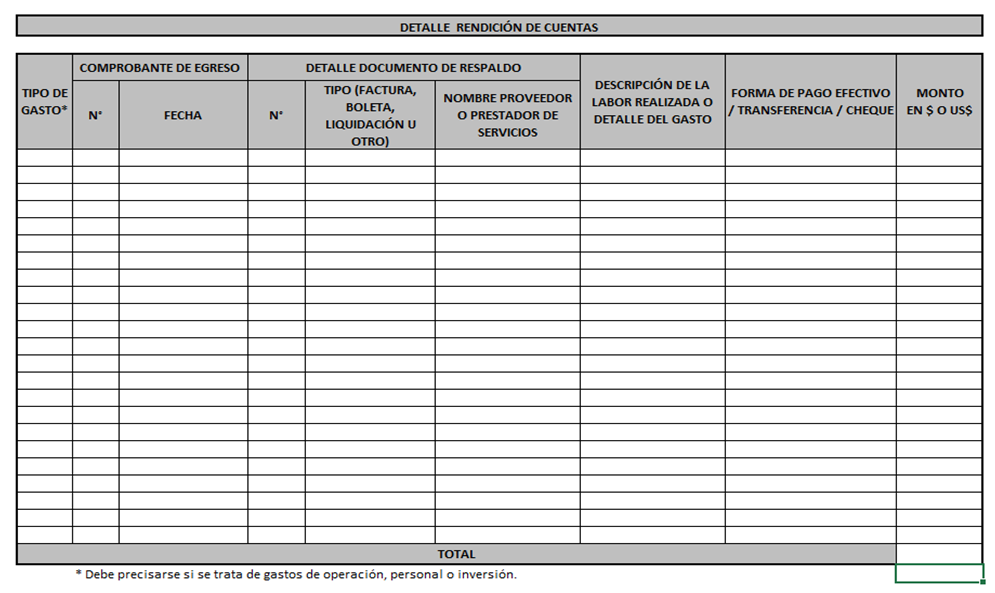 DETALLE  RENDICIÓN DE CUENTAS
TIPO DE
GASTO*
COMPROBANTE DE EGRESO
N°
FECHA
DETALLE DOCUMENTO DE RESPALDO
N°
TIPO (FACTURA,
BOLETA,
LIQUIDACIÓN U
OTRO)
NOMBRE PROVEEDOR
O PRESTADOR DE
SERVICIOS
DESCRIPCIÓN DE LA
LABOR REALIZADA O
DETALLE DEL GASTO
FORMA DE PAGO EFECTIVO
/ TRANSFERENCIA / CHEQUE
MONTO
EN $ O US$
TOTAL
* Debe precisarse si se trata de gastos de operación, personal o inversión.